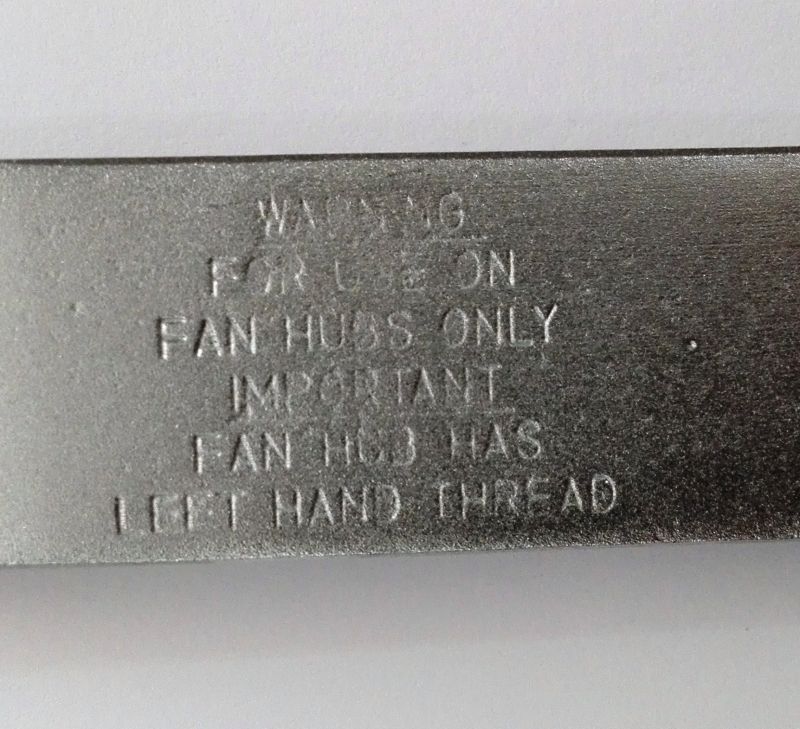 WARNING
FOR USE ON
FAN HUBS ONLY
IMPORTANT
FAN HUB HAS
LEFT HAND THREAD